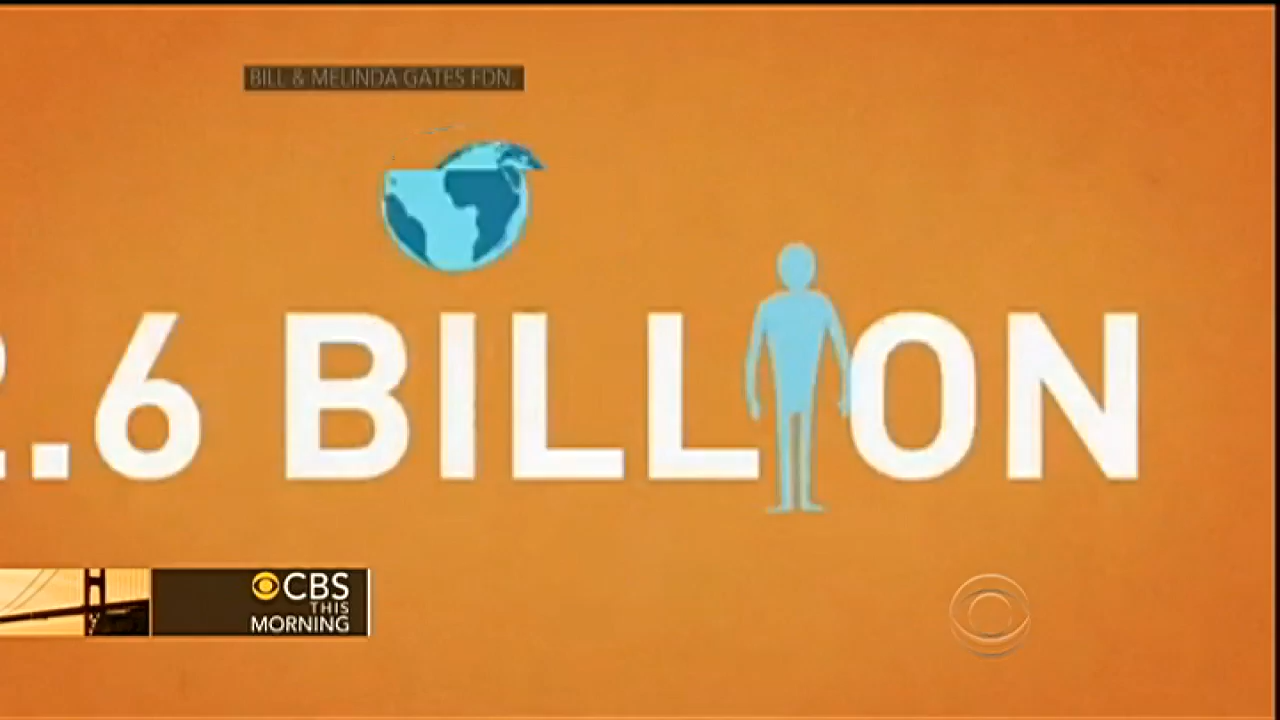 BILL & MELINDA GATES FDN.
.6 BILLION
CBS
THIS
MORNING